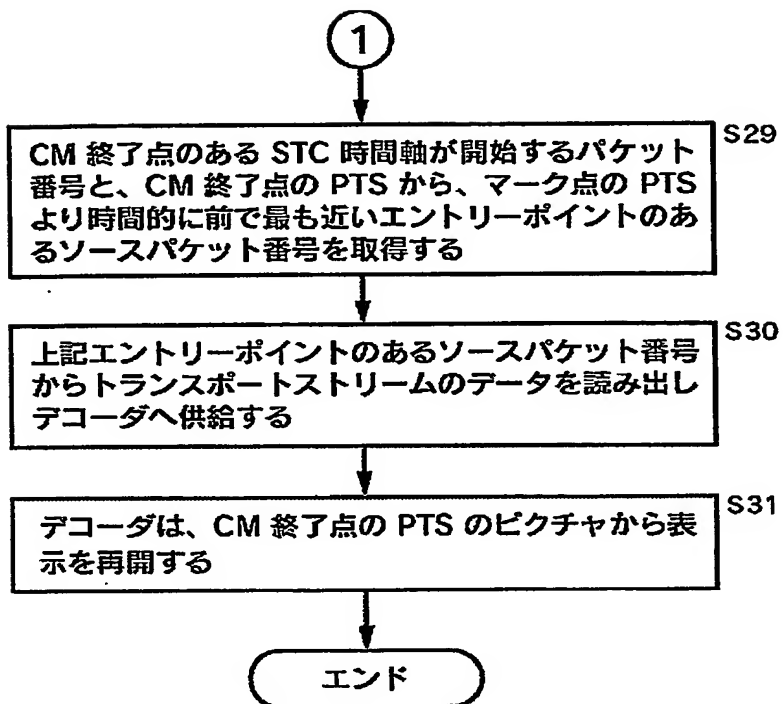 1
S29
CM 終了点のある STC 時間軸が開始するパケット
番号と、CM 終了点の PTS から、マーク点の PTS
より時間的に前で最も近いエントリーポイントのあ
るソースパケット番号を取得する
S30
上記エントリーポイントのあるソースパケット番号
からトランスポートストリームのデータを読み出し
デコーダへ供給する
S31
デコーダは、CM 終了点の PTS のピクチャから表
示を再開する
エンド